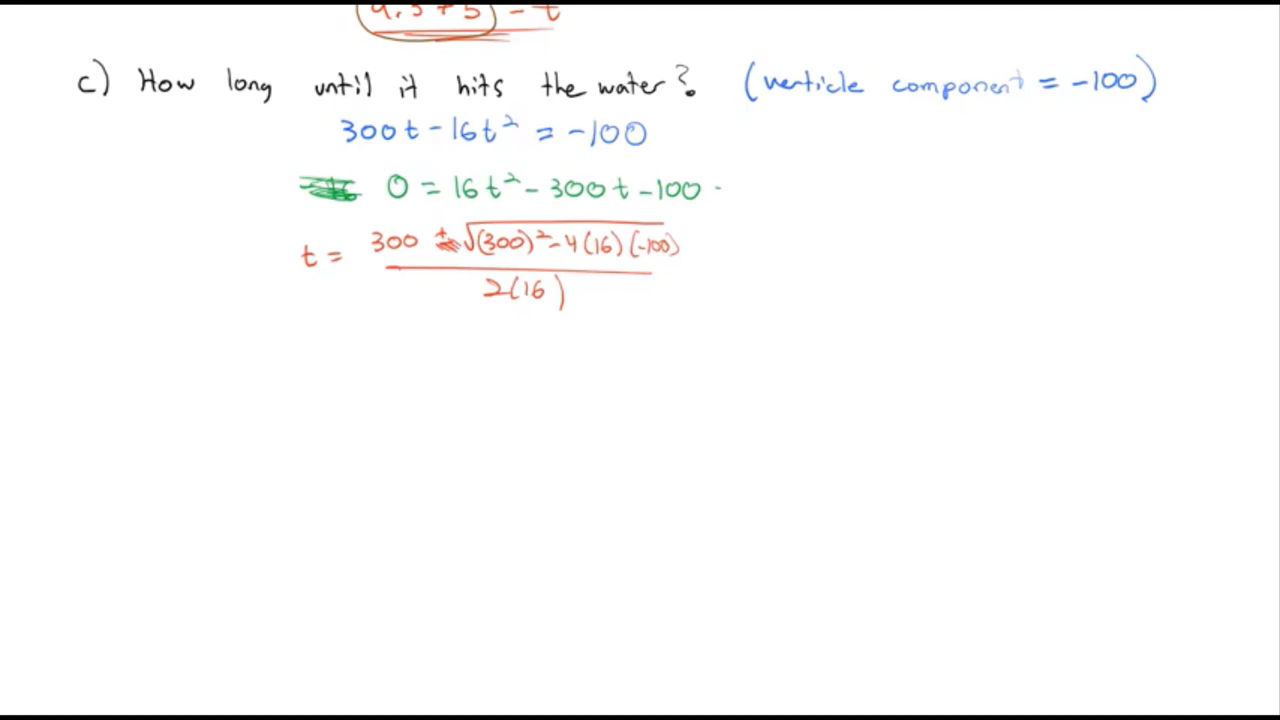 c) How long until it hits the water? (verticle component = -100)
300t - 16t² = -100
0 = 16t² - 300t - 100
t = 300 ± √(300)² - 4(16)(-100)
2(16)